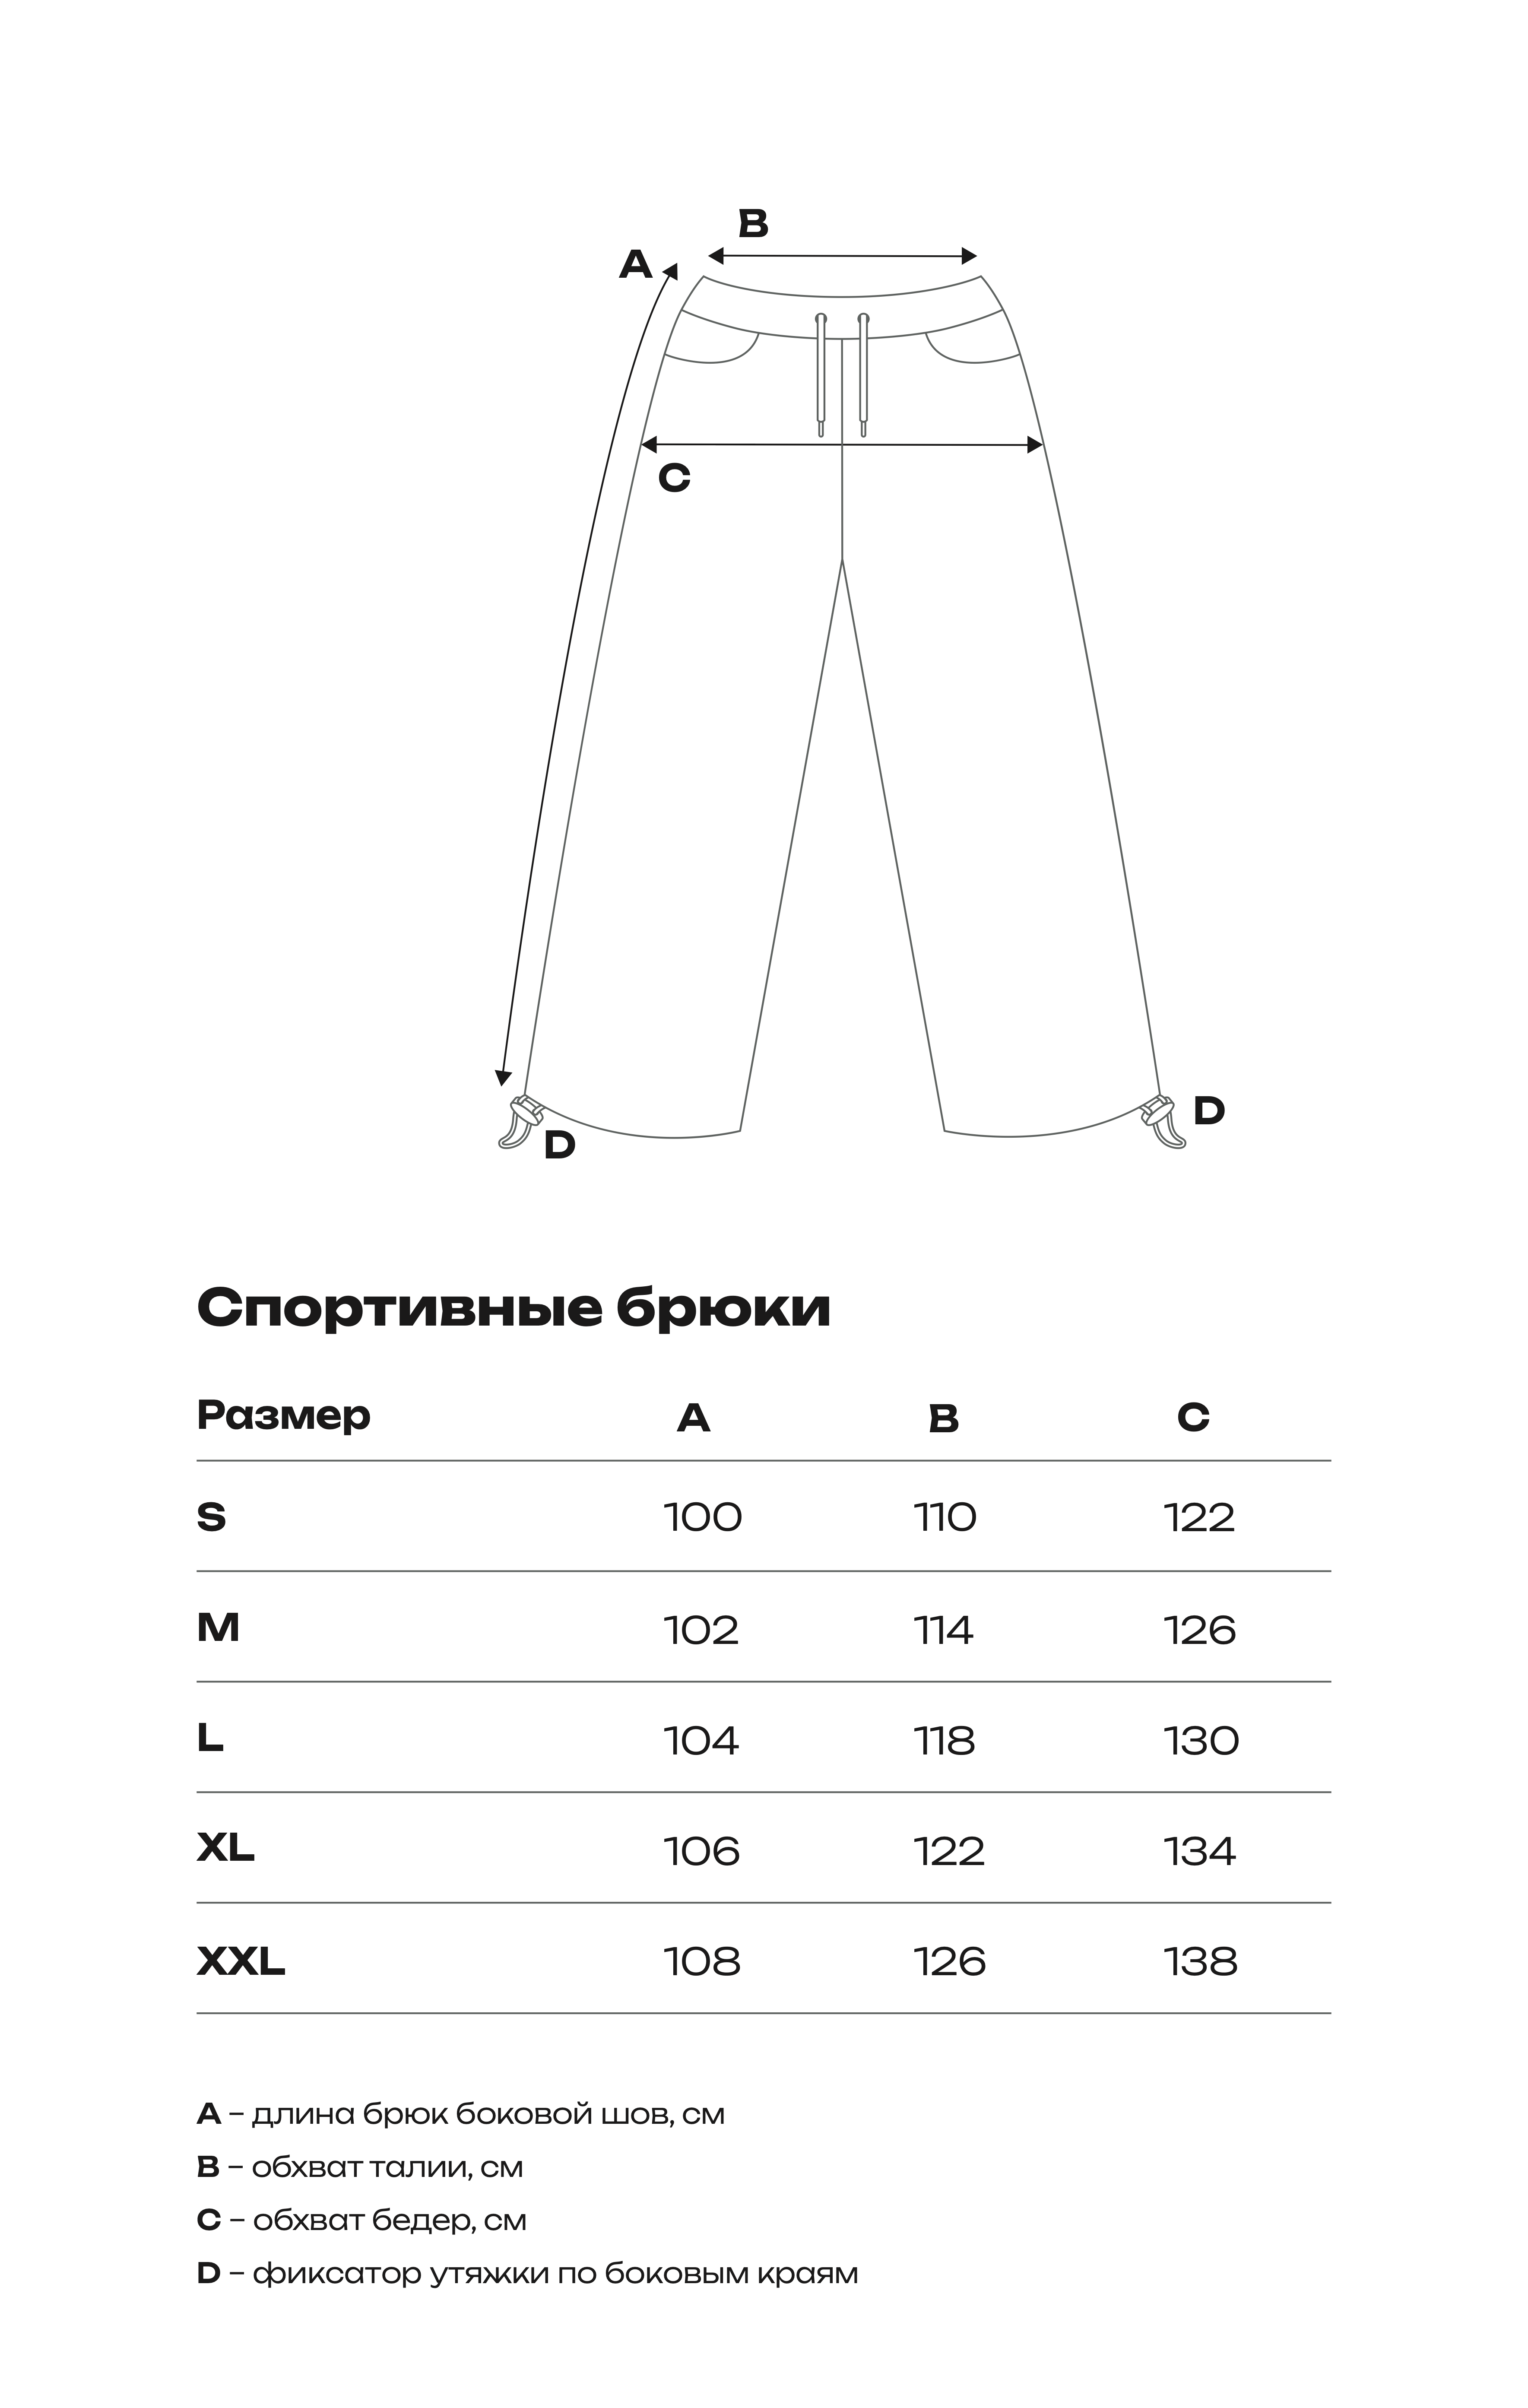 B
A
C
D
D
Спортивные брюки
Размер A B C
S 100 110 122
M 102 114 126
L 104 118 130
XL 106 122 134
XXL 108 126 138
A – длина брюк боковой шов, см
B – обхват талии, см
C – обхват бедер, см
D – фиксатор утяжки по боковым краям